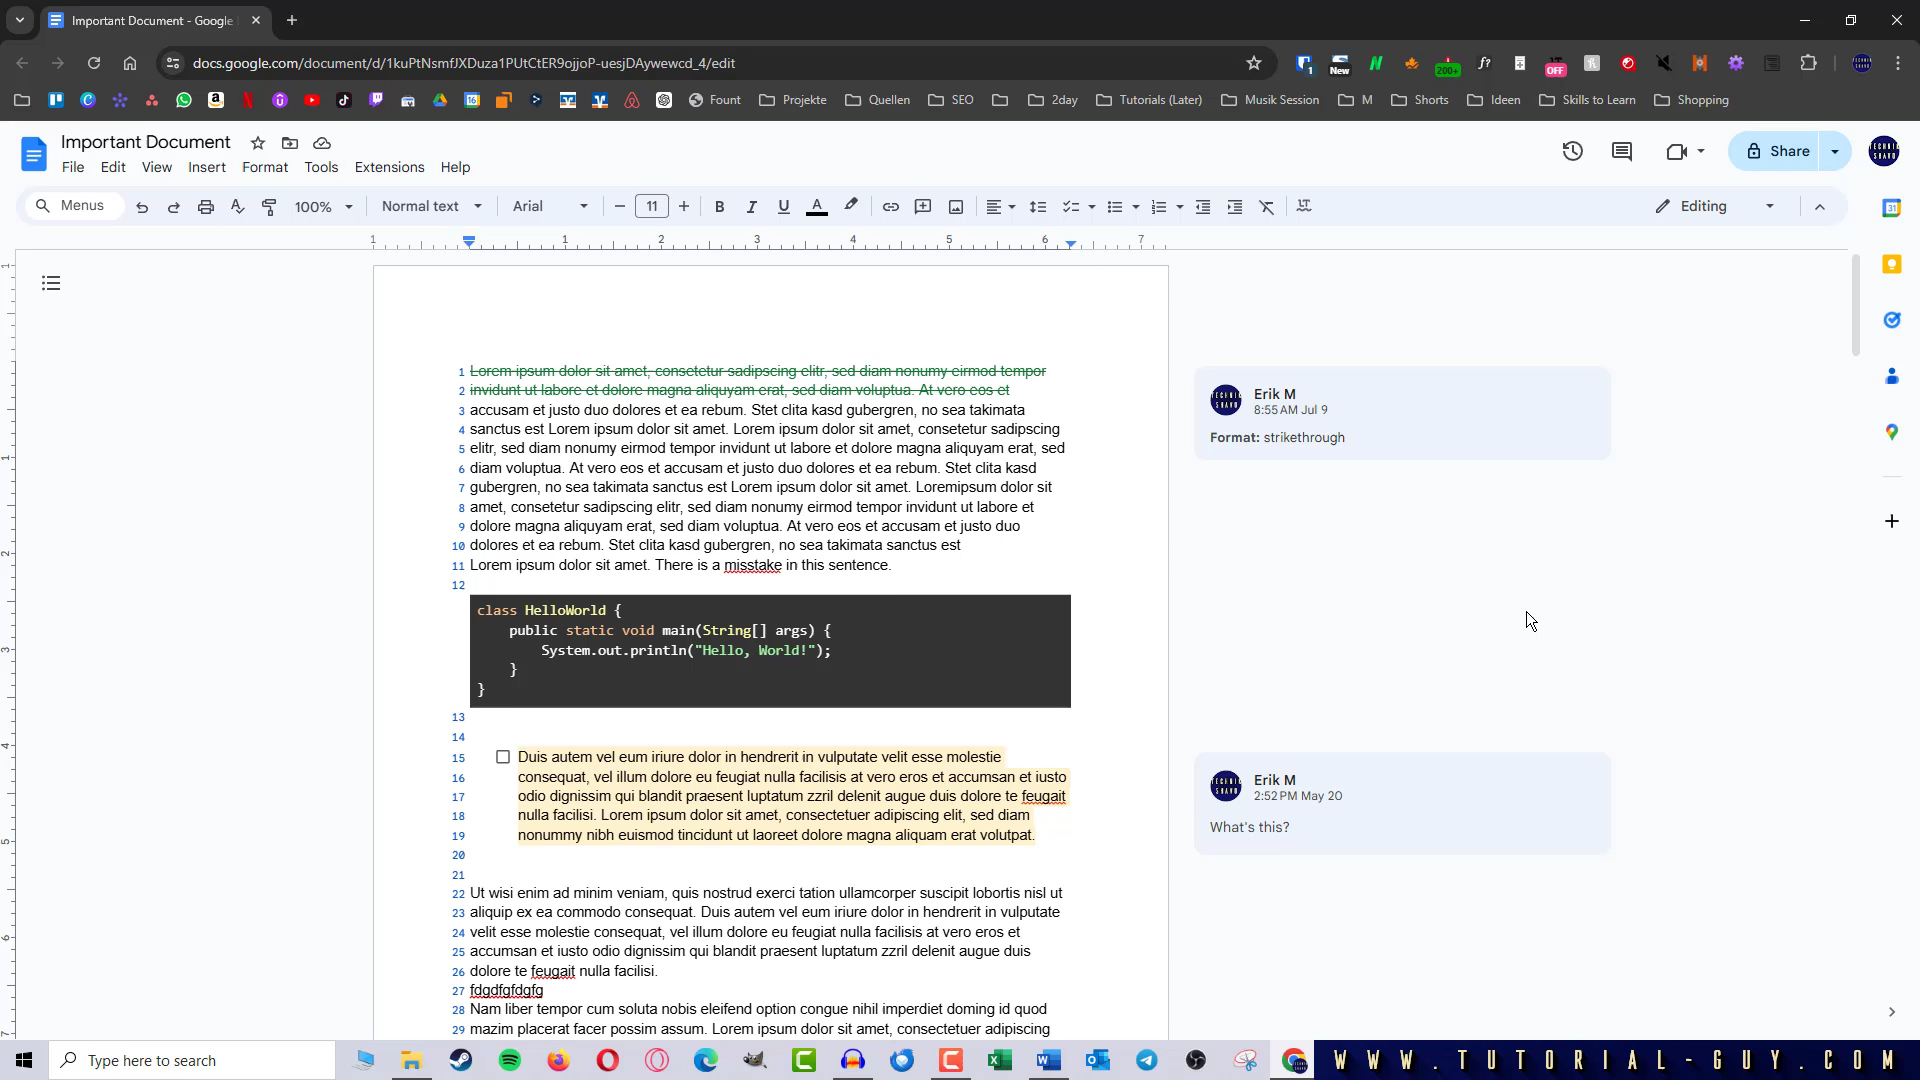 Important Document - Google
docs.google.com/document/d/1kuPtNsmfJXDuza1PUtCtER9ojjoP-uesjDAywewcd_4/edit
1
New
200+
f?
OFF
16
Fount
Projekte
Quellen
SEO
2day
Tutorials (Later)
Musik Session
M
Shorts
Ideen
Skills to Learn
Shopping
Important Document
File Edit View Insert Format Tools Extensions Help
Share
Menus
100%
Normal text
Arial
11
Editing
1 1 2 3 4 5 6 7
1 Lorem ipsum dolor sit amet, consetetur sadipscing elitr, sed diam nonumy eirmod tempor
2 invidunt ut labore et dolore magna aliquyam erat, sed diam voluptua. At vero eos et
3 accusam et justo duo dolores et ea rebum. Stet clita kasd gubergren, no sea takimata
4 sanctus est Lorem ipsum dolor sit amet. Lorem ipsum dolor sit amet, consetetur sadipscing
5 elitr, sed diam nonumy eirmod tempor invidunt ut labore et dolore magna aliquyam erat, sed
6 diam voluptua. At vero eos et accusam et justo duo dolores et ea rebum. Stet clita kasd
7 gubergren, no sea takimata sanctus est Lorem ipsum dolor sit amet. Loremipsum dolor sit
8 amet, consetetur sadipscing elitr, sed diam nonumy eirmod tempor invidunt ut labore et
9 dolore magna aliquyam erat, sed diam voluptua. At vero eos et accusam et justo duo
10 dolores et ea rebum. Stet clita kasd gubergren, no sea takimata sanctus est
11 Lorem ipsum dolor sit amet. There is a misstake in this sentence.
12
class HelloWorld {
public static void main(String[] args) {
System.out.println("Hello, World!");
}
}
13
14
15 Duis autem vel eum iriure dolor in hendrerit in vulputate velit esse molestie
16 consequat, vel illum dolore eu feugiat nulla facilisis at vero eros et accumsan et iusto
17 odio dignissim qui blandit praesent luptatum zzril delenit augue duis dolore te feugait
18 nulla facilisi. Lorem ipsum dolor sit amet, consectetuer adipiscing elit, sed diam
19 nonummy nibh euismod tincidunt ut laoreet dolore magna aliquam erat volutpat.
20
21
22 Ut wisi enim ad minim veniam, quis nostrud exerci tation ullamcorper suscipit lobortis nisl ut
23 aliquip ex ea commodo consequat. Duis autem vel eum iriure dolor in hendrerit in vulputate
24 velit esse molestie consequat, vel illum dolore eu feugiat nulla facilisis at vero eros et
25 accumsan et iusto odio dignissim qui blandit praesent luptatum zzril delenit augue duis
26 dolore te feugait nulla facilisi.
27 fdgdfgfdgfg
28 Nam liber tempor cum soluta nobis eleifend option congue nihil imperdiet doming id quod
29 mazim placerat facer possim assum. Lorem ipsum dolor sit amet, consectetuer adipiscing
Erik M
8:55 AM Jul 9
Format: strikethrough
Erik M
2:52 PM May 20
What's this?
Type here to search
WWW.TUTORIAL-GUY.COM